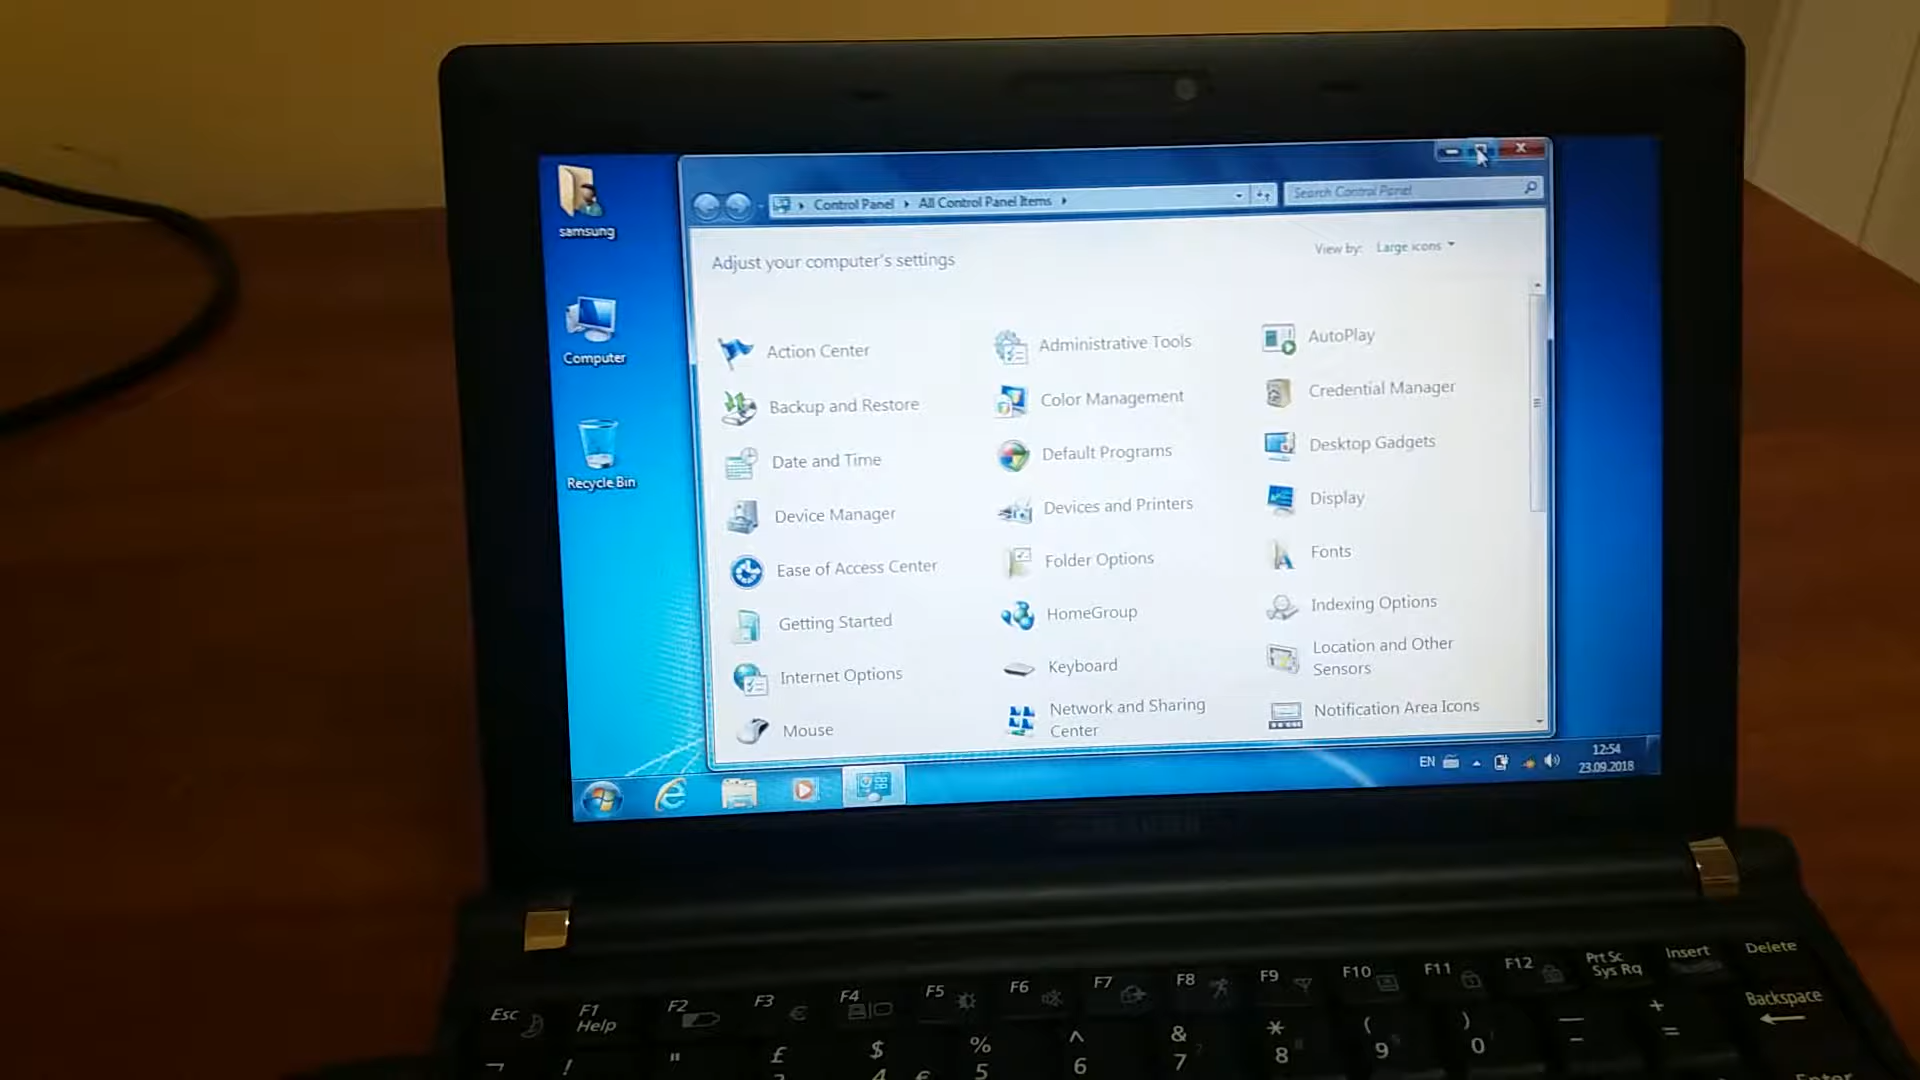 samsung
Computer
Recycle Bin
Control Panel
All Control Panel Items
Search Control Panel
Adjust your computer's settings
View by: Large icons
Action Center
Administrative Tools
AutoPlay
Backup and Restore
Color Management
Credential Manager
Date and Time
Default Programs
Desktop Gadgets
Device Manager
Devices and Printers
Display
Ease of Access Center
Folder Options
Fonts
Getting Started
HomeGroup
Indexing Options
Internet Options
Keyboard
Location and Other
Sensors
Mouse
Network and Sharing
Center
Notification Area Icons
EN
12:54
23.09.2018
Esc
F1
Help
F2
F3
€
F4
F5
F6
F7
F8
F9
F10
F11
F12
Prt Sc
Sys Rq
Insert
Delete
¬
!
"
£
$
4
€
%
5
^
6
&
7
*
8
(
9
)
0
_
-
+
=
Backspace
Enter